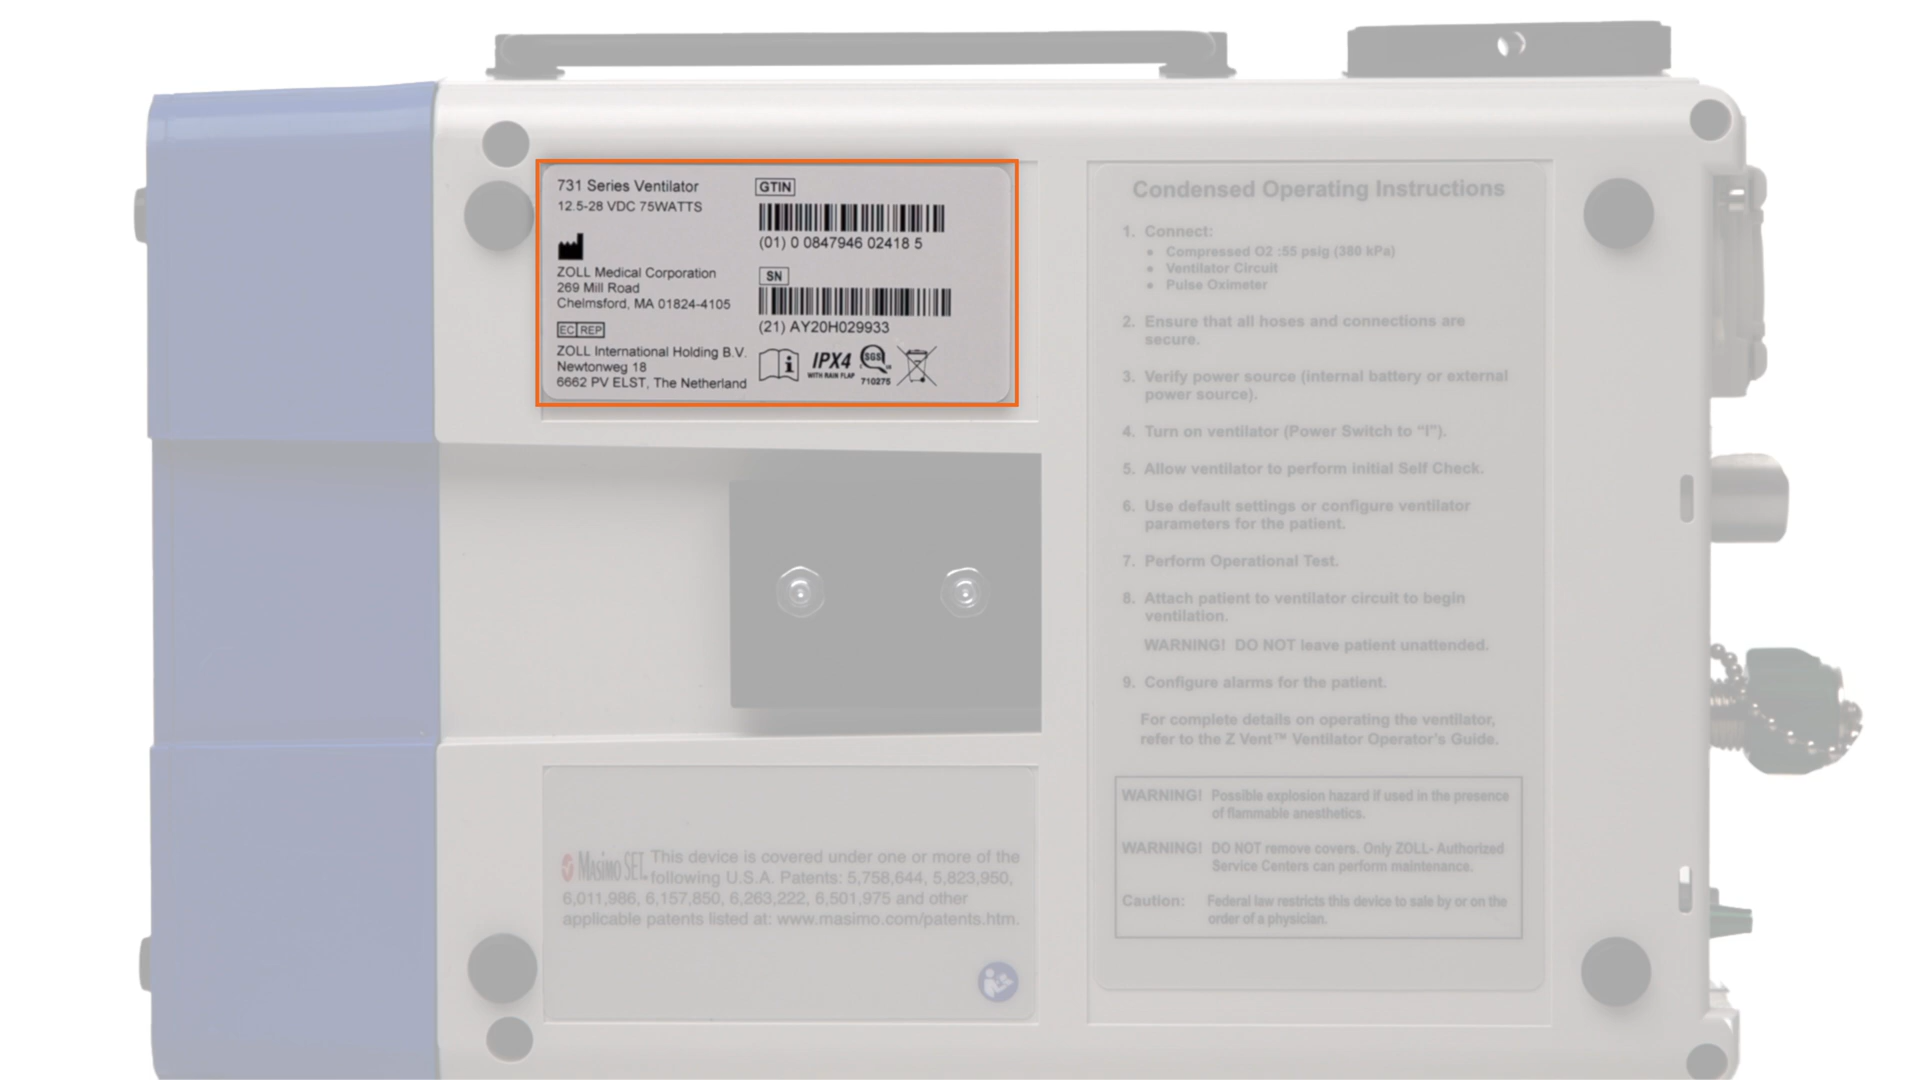 731 Series Ventilator
12.5-28 VDC 75WATTS
ZOLL Medical Corporation
269 Mill Road
Chelmsford, MA 01824-4105
EC REP
ZOLL International Holding B.V.
Newtonweg 18
6662 PV ELST, The Netherland
GTIN
(01) 0 0847946 02418 5
SN
(21) AY20H029933
i
IPX4
WITH RAIN FLAP
SGS
710275
Masimo SET. This device is covered under one or more of the
following U.S.A. Patents: 5,758,644, 5,823,950,
6,011,986, 6,157,850, 6,263,222, 6,501,975 and other
applicable patents listed at: www.masimo.com/patents.htm.
Condensed Operating Instructions
1. Connect:
• Compressed O2 :55 psig (380 kPa)
• Ventilator Circuit
• Pulse Oximeter
2. Ensure that all hoses and connections are
secure.
3. Verify power source (internal battery or external
power source).
4. Turn on ventilator (Power Switch to “I”).
5. Allow ventilator to perform initial Self Check.
6. Use default settings or configure ventilator
parameters for the patient.
7. Perform Operational Test.
8. Attach patient to ventilator circuit to begin
ventilation.
WARNING! DO NOT leave patient unattended.
9. Configure alarms for the patient.
For complete details on operating the ventilator,
refer to the Z Vent™ Ventilator Operator’s Guide.
WARNING! Possible explosion hazard if used in the presence
of flammable anesthetics.
WARNING! DO NOT remove covers. Only ZOLL- Authorized
Service Centers can perform maintenance.
Caution: Federal law restricts this device to sale by or on the
order of a physician.